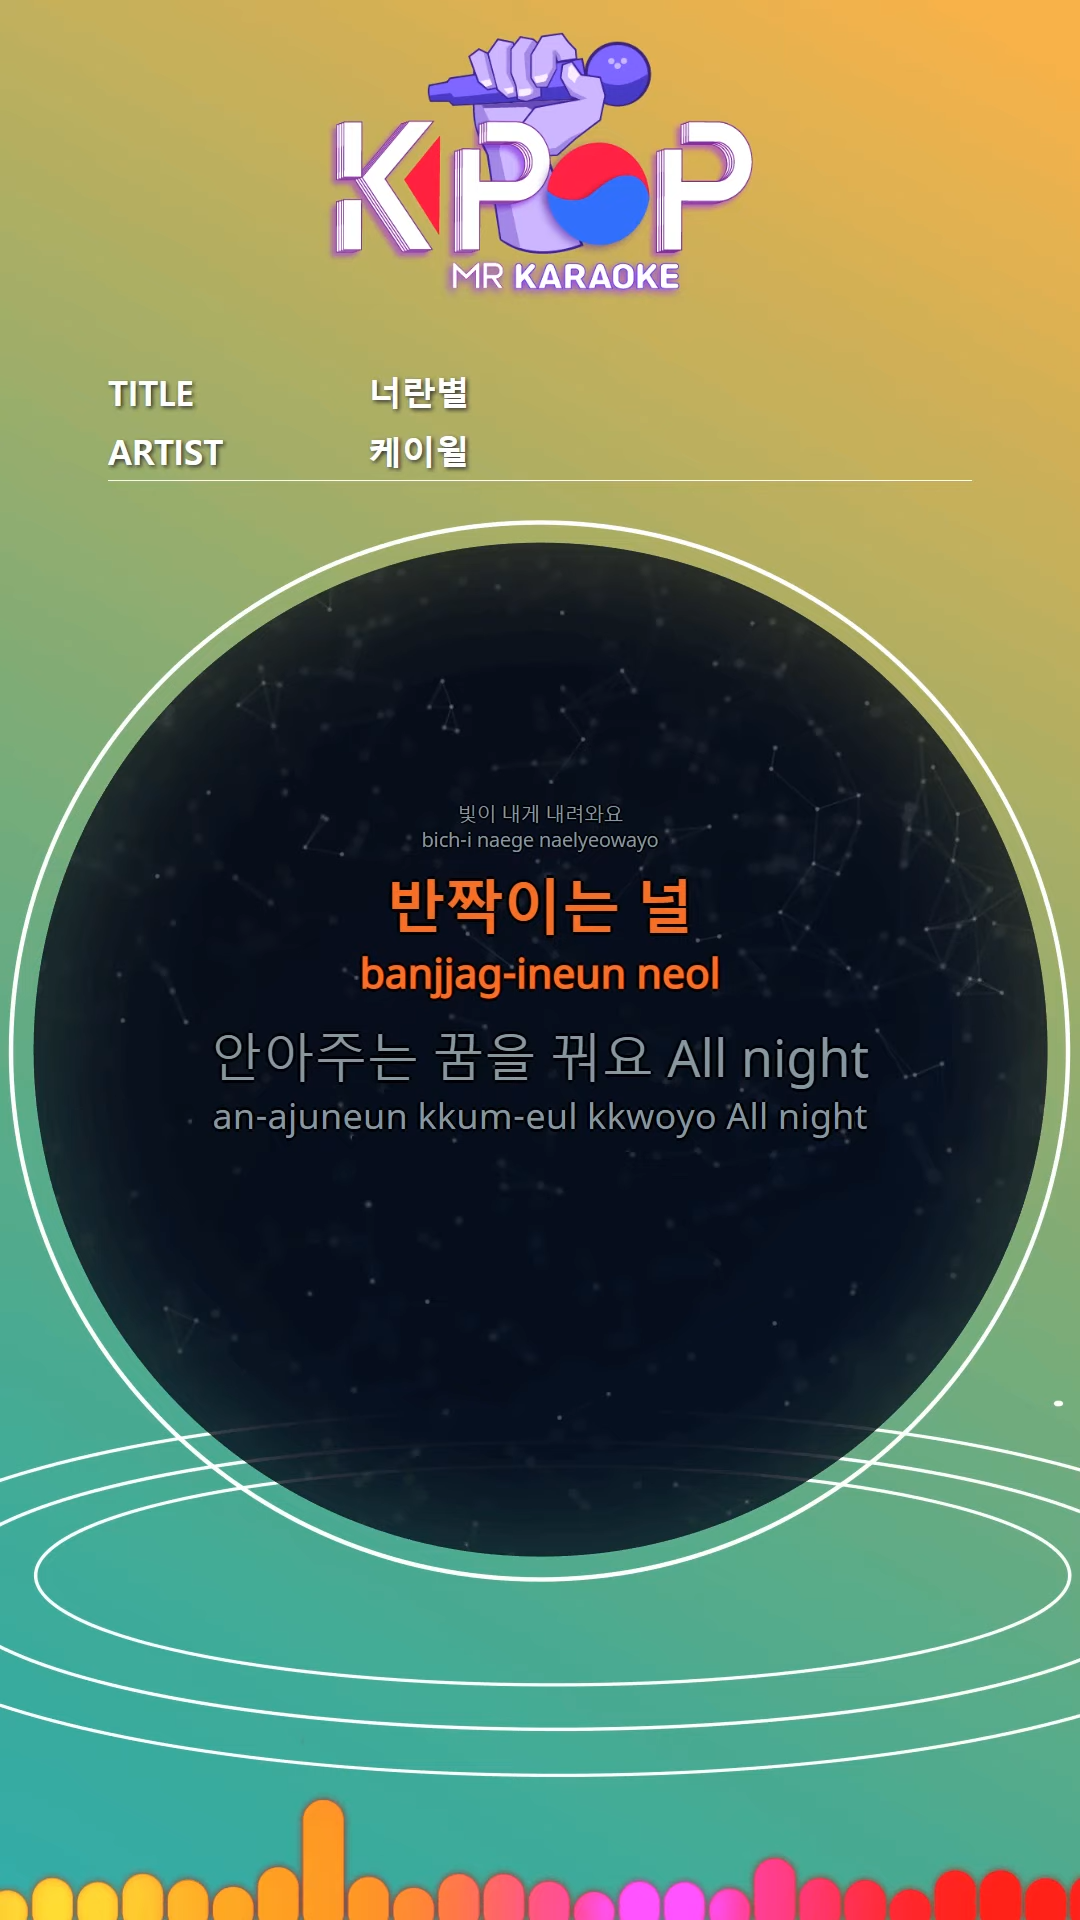 KPOP
MR KARAOKE
TITLE 너란별
ARTIST 케이윌
빛이 내게 내려와요
bich-i naege naelyeowayo
반짝이는 널
banjjag-ineun neol
안아주는 꿈을 꿔요 All night
an-ajuneun kkum-eul kkwoyo All night